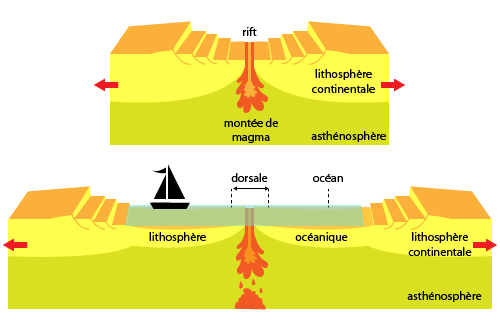 rift
lithosphère
continentale
montée de
magma
asthénosphère
dorsale
océan
lithosphère
océanique
lithosphère
continentale
asthénosphère